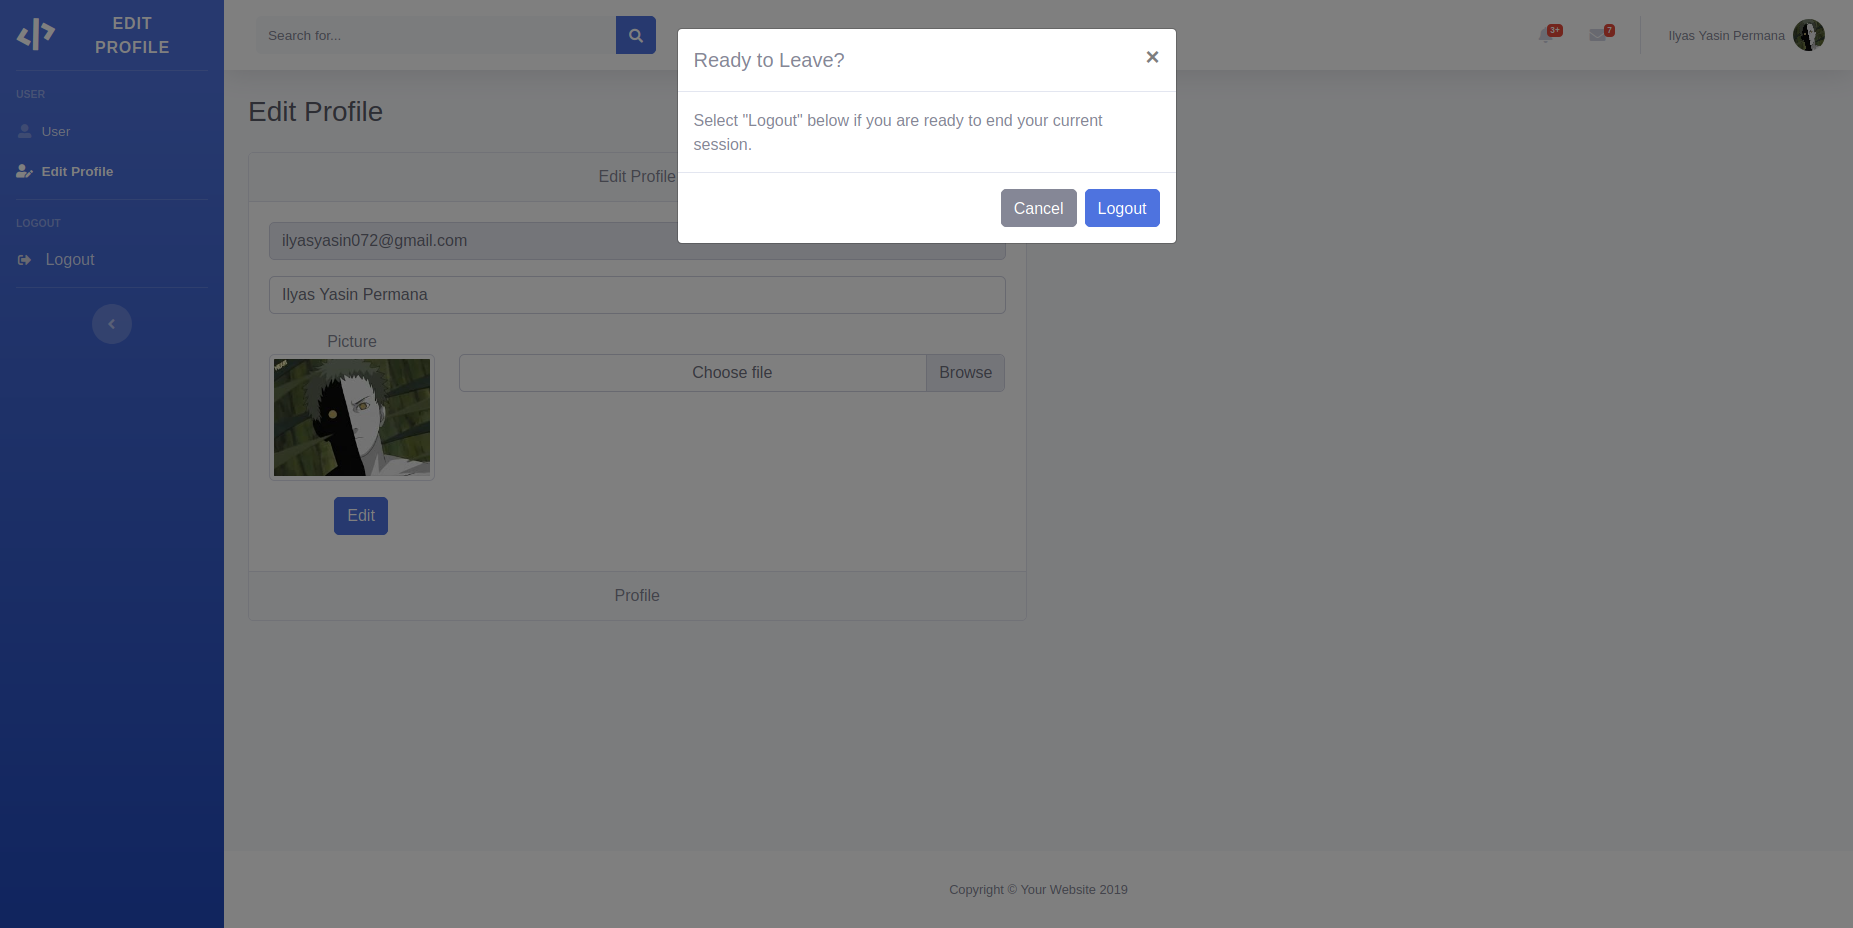 EDIT
PROFILE
USER
User
Edit Profile
LOGOUT
Logout
Search for...
3+
7
Ilyas Yasin Permana
Edit Profile
Ready to Leave?
×
Select "Logout" below if you are ready to end your current
session.
Cancel
Logout
Edit Profile
ilyasyasin072@gmail.com
Ilyas Yasin Permana
Picture
Choose file
Browse
Edit
Profile
Copyright © Your Website 2019